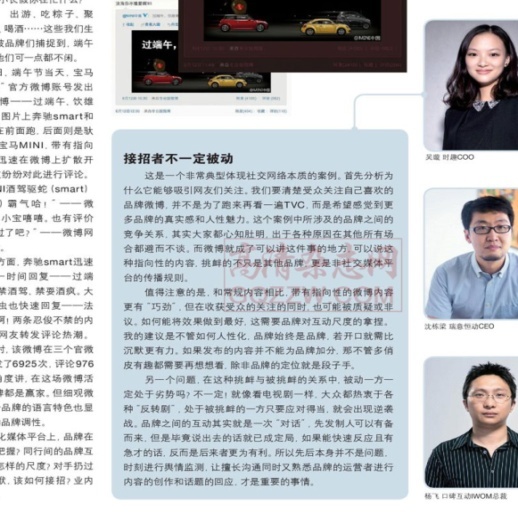 出游、吃粽子、聚
喝酒……这些我们生
被品牌们捕捉到,端午
他们可一点都不闲。
日,端午节当天,宝马
官方微博账号发出
博——过端午,饮雄
图片上奔驰smart和
在前面跑,后面则是驮
宝马MINI,带有指向
迅速在微博上扩散开
纷纷对此进行评论。
NI酒驾驱蛇(smart)
霸气哈!"——微
小宝嘻嘻。也有评价
过了吧?"——微博网
方面,奔驰smart迅速
一时间回复——过端
禁酒驾、禁耍酒疯。大
虫也快速回复——法
啊!两条忍俊不禁的内
网友转发评论热潮。
时,该微博在三个官微
了6925次,评论976
角度讲,在这场微博活
牌都是赢家,但细观微
品牌的语言特色也显
品牌调性。
化媒体平台上,品牌在
把握?同行间的品牌互
怎样的尺度?对手扔过
状,该如何接招?业内
过端午,
接招者不一定被动
这是一个非常典型体现社交网络本质的案例。首先分析为
什么它能够吸引网友们关注。我们要清楚受众关注自己喜欢的
品牌微博,并不是为了跑来再看一遍TVC,而是希望感觉到更
多品牌的真实感和人性魅力。这个案例中所涉及的品牌之间的
竞争关系,其实大家都心知肚明,出于各种原因在其他所有场
合都避而不谈。而微博就成了可以讲这件事的地方,可以说这
种指向性的内容,挑衅的不只是其他品牌,更是非社交媒体平
台的传播规则。
值得注意的是,和常规内容相比,带有指向性的微博内容
更有"巧劲",但在收获受众的关注的同时,也可能被质疑或非
议。如何能将效果做到最好,这需要品牌对互动尺度的拿捏。
我的建议是不管如何人性化,品牌始终是品牌,若开口就需比
沉默更有力。如果发布的内容并不能为品牌加分,那不管多俏
皮有趣都需要再想想看,除非品牌的定位就是段子手。
另一个问题,在这种挑衅与被挑衅的关系中,被动一方一
定处于劣势吗?不一定!就像看电视剧一样,大众都热衷于各
种"反转剧",处于被挑衅的一方只要应对得当,就会出现逆袭
战。品牌之间的互动其实就是一次"对话",先发制人可以有备
而来,但是毕竟说出去的话就已成定局,如果能快速反应且有
急才的话,反而是后来者更为有利。所以先后本身并不是问题,
时刻进行舆情监测,让擅长沟通同时又熟悉品牌的运营者进行
内容的创作和话题的回应,才是重要的事情。
吴璇 时趣COO
沈栋梁 瑞意恒动CEO
杨飞 口碑互动IWOM总裁